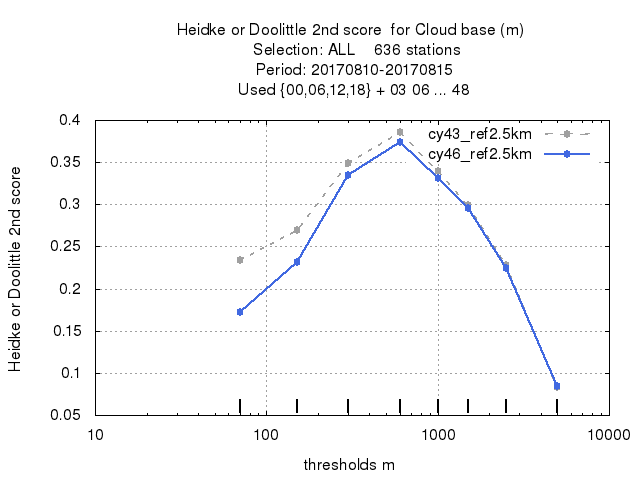 Heidke or Doolittle 2nd score  for Cloud base (m)
Selection: ALL    636 stations
Period: 20170810-20170815
Used {00,06,12,18} + 03 06 ... 48
cy43_ref2.5km
cy46_ref2.5km
Heidke or Doolittle 2nd score
0.4
0.35
0.3
0.25
0.2
0.15
0.1
0.05
10 100 1000 10000
thresholds m